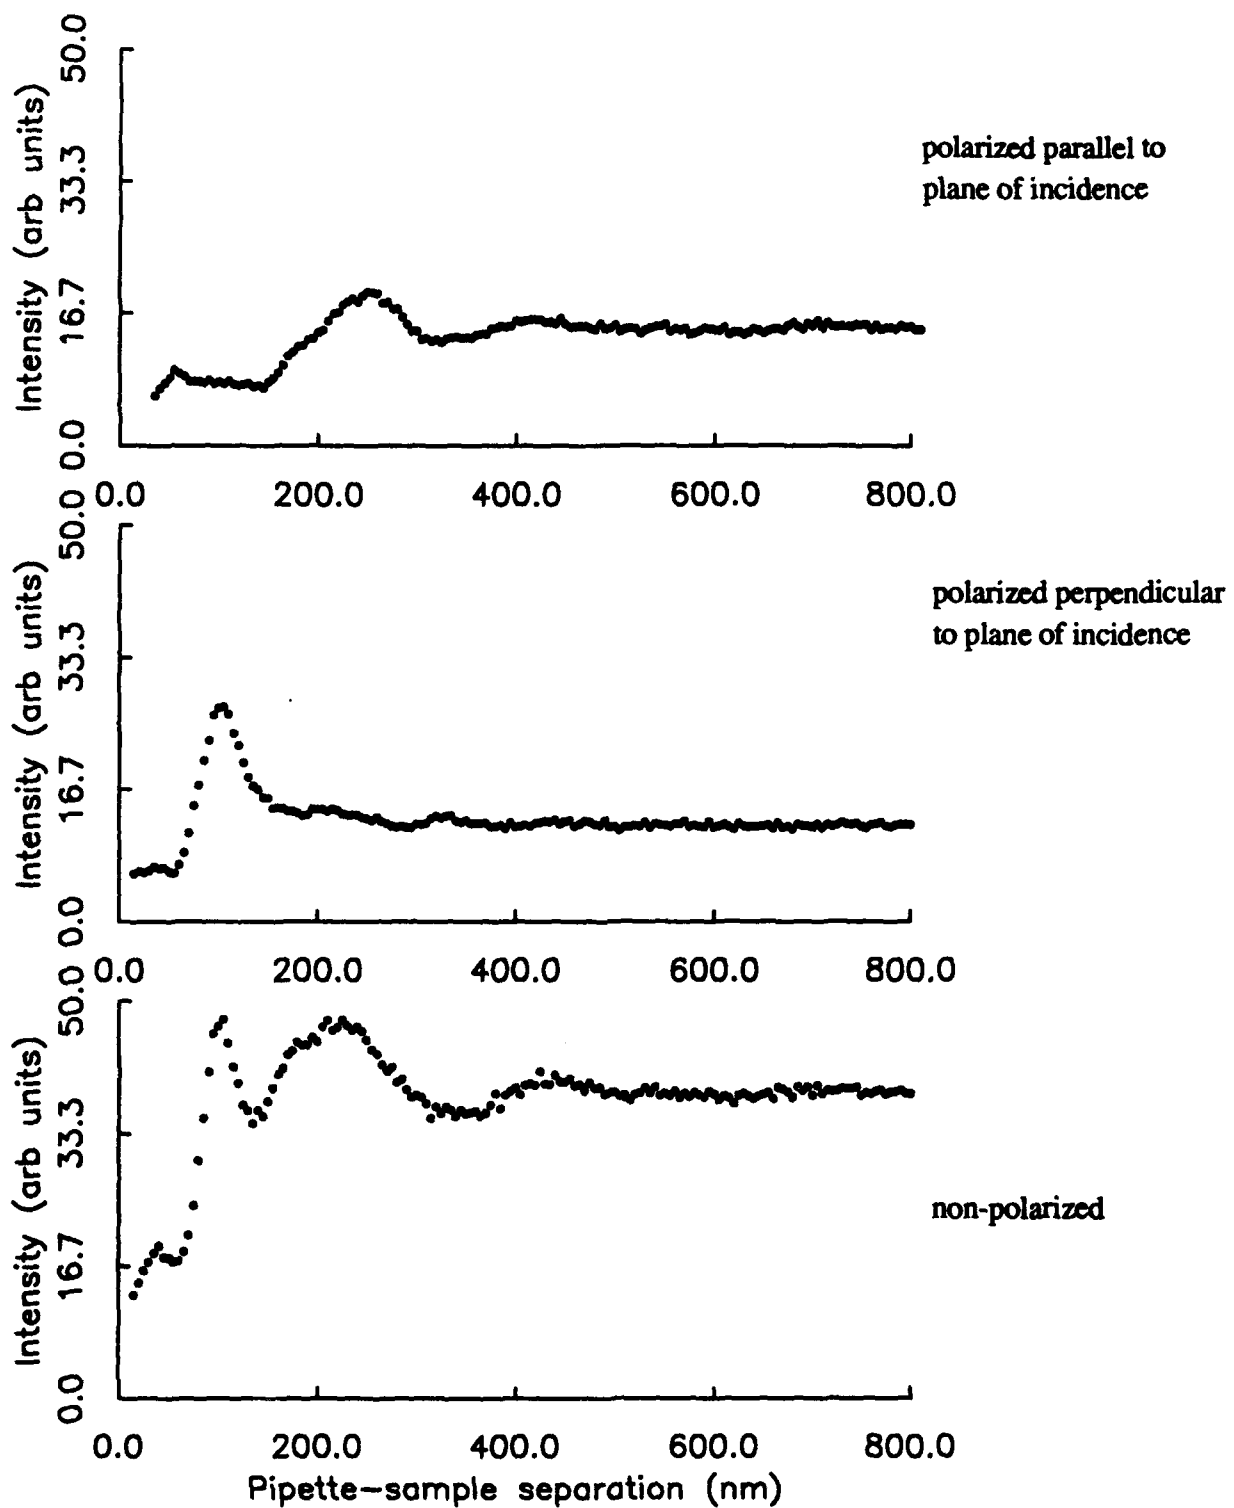 Intensity (arb units)
50.0
33.3
16.7
0.0
polarized parallel to
plane of incidence
0.0 200.0 400.0 600.0 800.0
Intensity (arb units)
50.0
33.3
16.7
0.0
polarized perpendicular
to plane of incidence
0.0 200.0 400.0 600.0 800.0
Intensity (arb units)
50.0
33.3
16.7
0.0
non-polarized
0.0 200.0 400.0 600.0 800.0
Pipette-sample separation (nm)